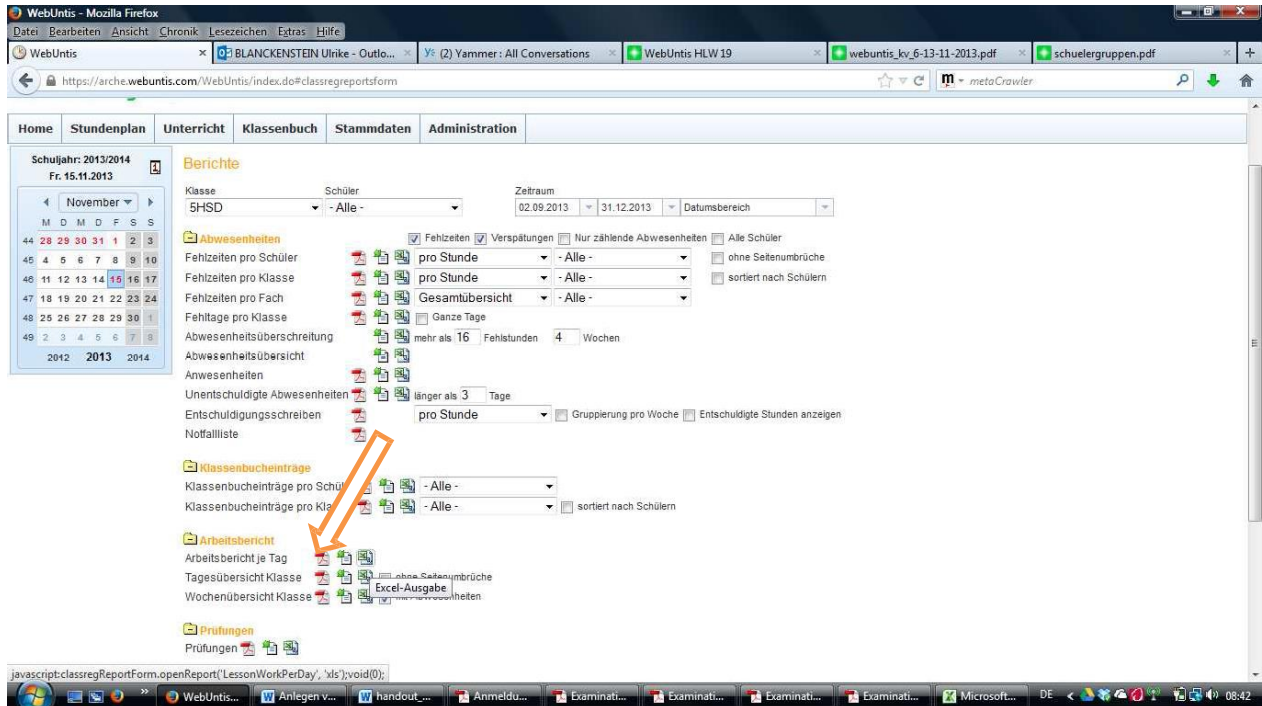 WebUntis - Mozilla Firefox
Datei Bearbeiten Ansicht Chronik Lesezeichen Extras Hilfe
WebUntis × BLANCKENSTEIN Ulrike - Outlo... × (2) Yammer : All Conversations × WebUntis HLW 19 × webuntis_kv_6-13-11-2013.pdf × schuelergruppen.pdf × +
https://arche.webuntis.com/WebUntis/index.do#classregreportsform metaCrawler
Home Stundenplan Unterricht Klassenbuch Stammdaten Administration
Schuljahr: 2013/2014
Fr. 15.11.2013
November
M D M D F S S
44 28 29 30 31 1 2 3
45 4 5 6 7 8 9 10
46 11 12 13 14 15 16 17
47 18 19 20 21 22 23 24
48 25 26 27 28 29 30 1
49 2 3 4 5 6 7 8
2012 2013 2014
Berichte
Klasse Schüler Zeitraum
5HSD - Alle - 02.09.2013 31.12.2013 Datumsbereich
Abwesenheiten Fehlzeiten Verspätungen Nur zählende Abwesenheiten Alle Schüler
Fehlzeiten pro Schüler pro Stunde - Alle - ohne Seitenumbrüche
Fehlzeiten pro Klasse pro Stunde - Alle - sortiert nach Schülern
Fehlzeiten pro Fach Gesamtübersicht - Alle -
Fehltage pro Klasse Ganze Tage
Abwesenheitsüberschreitung mehr als 16 Fehlstunden 4 Wochen
Abwesenheitsübersicht
Anwesenheiten
Unentschuldigte Abwesenheiten länger als 3 Tage
Entschuldigungsschreiben pro Stunde Gruppierung pro Woche Entschuldigte Stunden anzeigen
Notfallliste
Klassenbucheinträge
Klassenbucheinträge pro Schül - Alle -
Klassenbucheinträge pro Kla - Alle - sortiert nach Schülern
Arbeitsbericht
Arbeitsbericht je Tag
Tagesübersicht Klasse ohne Seitenumbrüche
Excel-Ausgabe
Wochenübersicht Klasse
Prüfungen
Prüfungen
javascript:classregReportForm.openReport('LessonWorkPerDay', 'xls');void(0);
WebUntis... Anlegen v... handout_... Anmeldu... Examinati... Examinati... Examinati... Examinati... Microsoft... DE 08:42